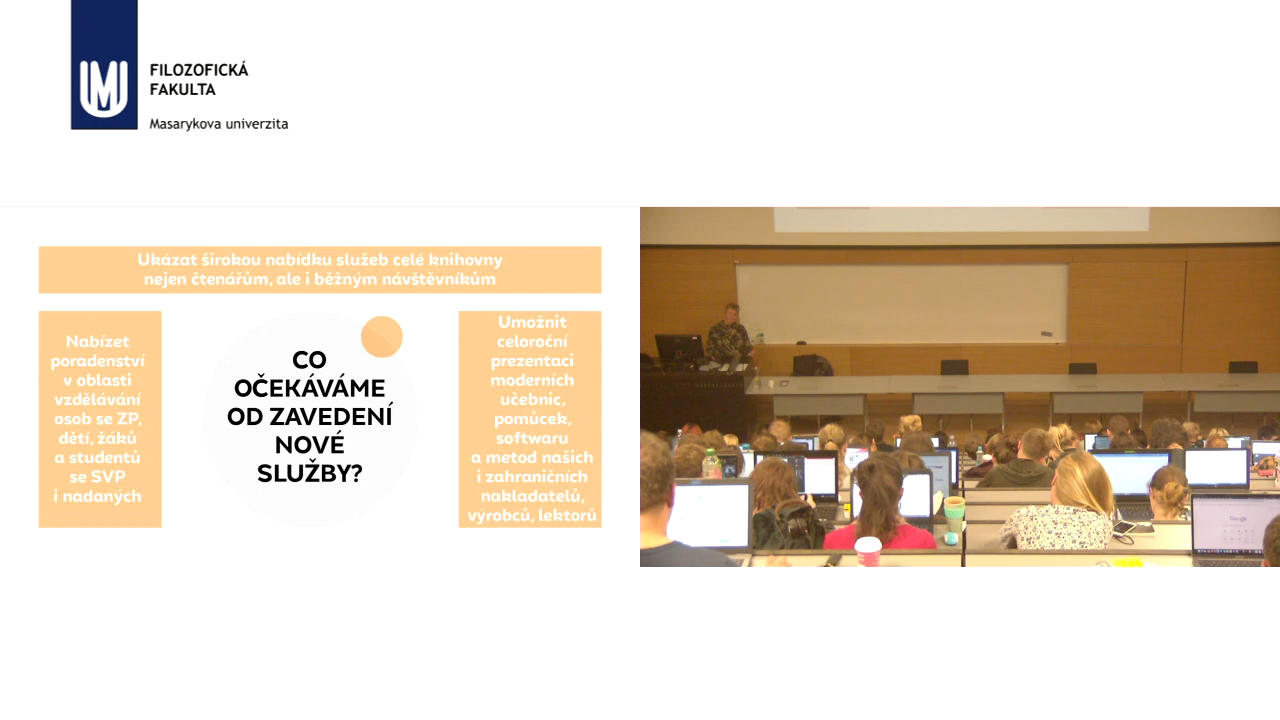 FILOZOFICKÁ
FAKULTA
Masarykova univerzita
Ukázat širokou nabídku služeb celé knihovny
nejen čtenářům, ale i běžným návštěvníkům
Nabízet
poradenství
v oblasti
vzdělávání
osob se ZP,
dětí, žáků
a studentů
se SVP
i nadaných
CO
OČEKÁVÁME
OD ZAVEDENÍ
NOVÉ
SLUŽBY?
Umožnit
celoroční
prezentaci
moderních
učebnic,
pomůcek,
softwaru
a metod našich
i zahraničních
nakladatelů,
výrobců, lektorů
Google